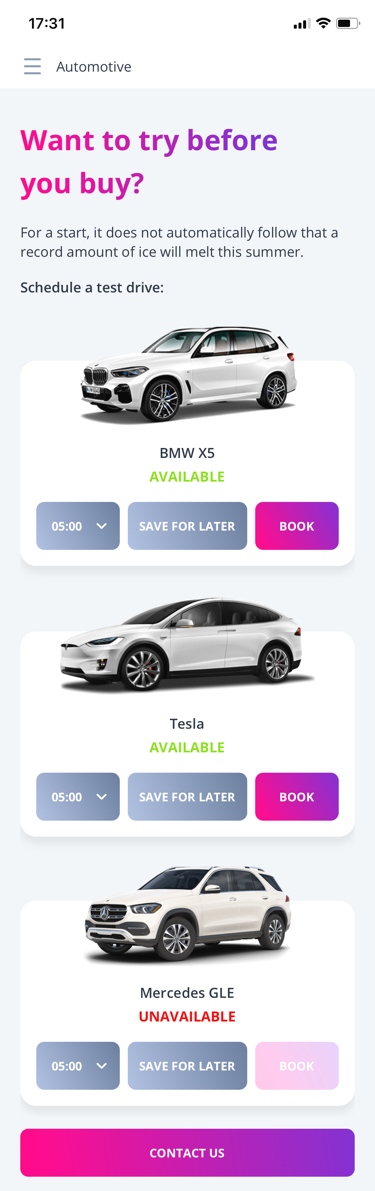 17:31
Automotive
Want to try before
you buy?
For a start, it does not automatically follow that a
record amount of ice will melt this summer.
Schedule a test drive:
BMW X5
AVAILABLE
05:00 SAVE FOR LATER BOOK
Tesla
AVAILABLE
05:00 SAVE FOR LATER BOOK
Mercedes GLE
UNAVAILABLE
05:00 SAVE FOR LATER BOOK
CONTACT US